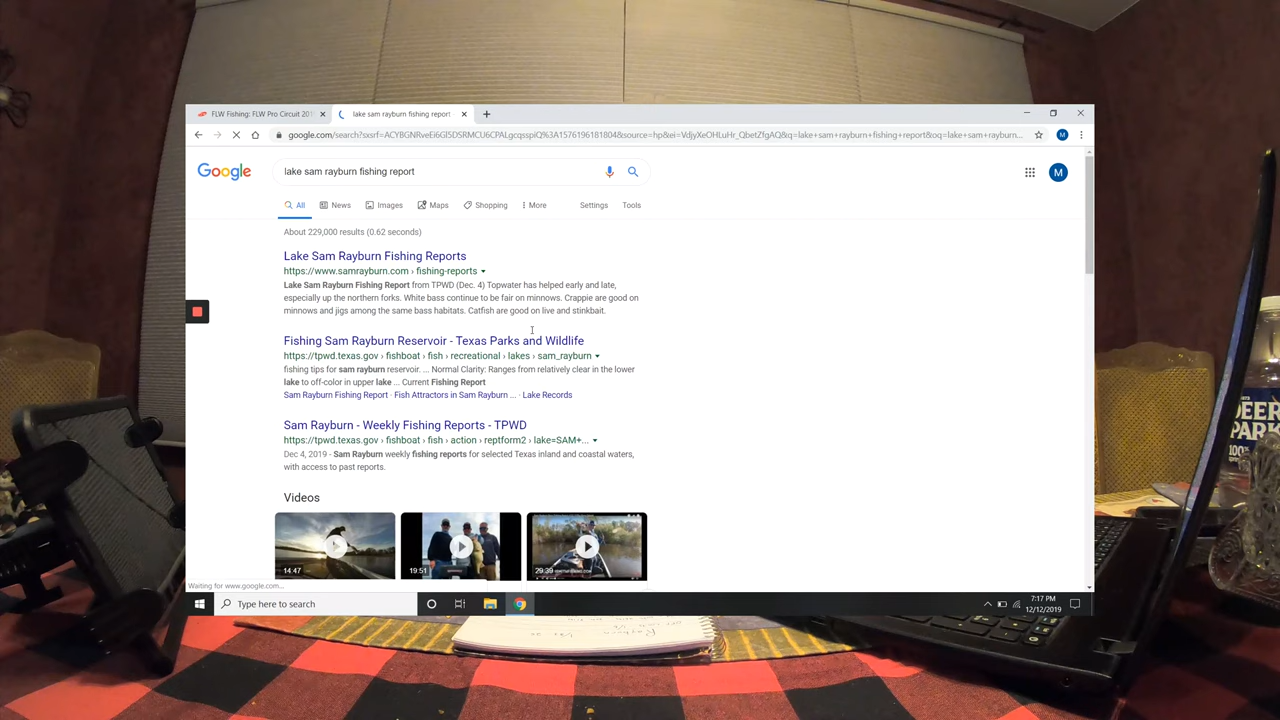 FLW Fishing: FLW Pro Circuit 201
lake sam rayburn fishing report
google.com/search?sxsrf=ACYBGNRveEi6Gl5DSRMCU6CPALgcqsspiQ%3A1576196181804&source=hp&ei=VdjyXeOHLuHr_QbetZfgAQ&q=lake+sam+rayburn+fishing+report&oq=lake+sam+rayburn...
M
Google
lake sam rayburn fishing report
M
All
News
Images
Maps
Shopping
More
Settings
Tools
About 229,000 results (0.62 seconds)
Lake Sam Rayburn Fishing Reports
https://www.samrayburn.com › fishing-reports
Lake Sam Rayburn Fishing Report from TPWD (Dec. 4) Topwater has helped early and late,
especially up the northern forks. White bass continue to be fair on minnows. Crappie are good on
minnows and jigs among the same bass habitats. Catfish are good on live and stinkbait.
Fishing Sam Rayburn Reservoir - Texas Parks and Wildlife
https://tpwd.texas.gov › fishboat › fish › recreational › lakes › sam_rayburn
fishing tips for sam rayburn reservoir. ... Normal Clarity: Ranges from relatively clear in the lower
lake to off-color in upper lake ... Current Fishing Report
Sam Rayburn Fishing Report · Fish Attractors in Sam Rayburn ... · Lake Records
Sam Rayburn - Weekly Fishing Reports - TPWD
https://tpwd.texas.gov › fishboat › fish › action › reptform2 › lake=SAM+...
Dec 4, 2019 - Sam Rayburn weekly fishing reports for selected Texas inland and coastal waters,
with access to past reports.
Videos
14:47
19:51
29:39
Waiting for www.google.com...
Type here to search
7:17 PM
12/12/2019
DEER
PARK
100%
Rayburn